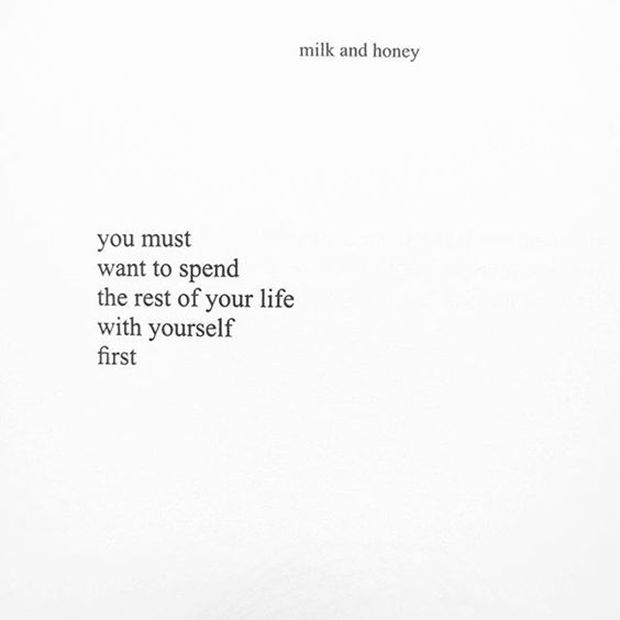 milk and honey
you must
want to spend
the rest of your life
with yourself
first